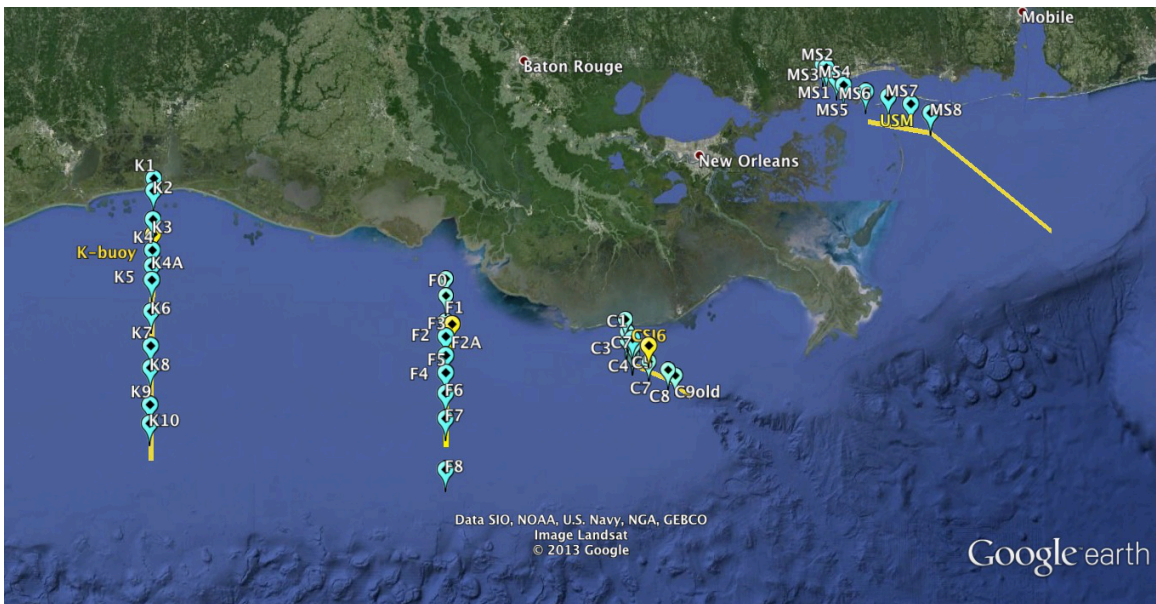 Mobile
MS2
Baton Rouge
MS3
MS4
MS1
MS6
MS7
MS5
USM
MS8
New Orleans
K1
K2
K3
K4
K-buoy
K4A
K5
F0
K6
F1
C1
F3
K7
F2
F2A
CSI6
C3
F5
K8
F4
C4
C7
C8
C9old
K9
F6
K10
F7
F8
Data SIO, NOAA, U.S. Navy, NGA, GEBCO
Image Landsat
© 2013 Google
Google earth